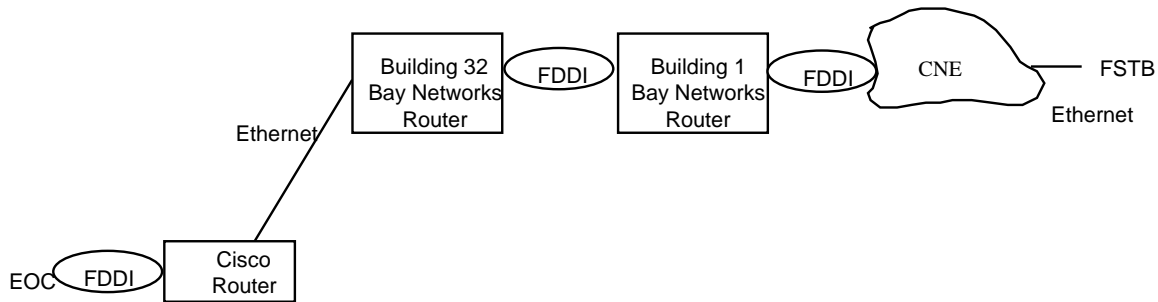 Building 32
Bay Networks
Router
FDDI
Building 1
Bay Networks
Router
FDDI
CNE
FSTB
Ethernet
Ethernet
EOC
FDDI
Cisco
Router